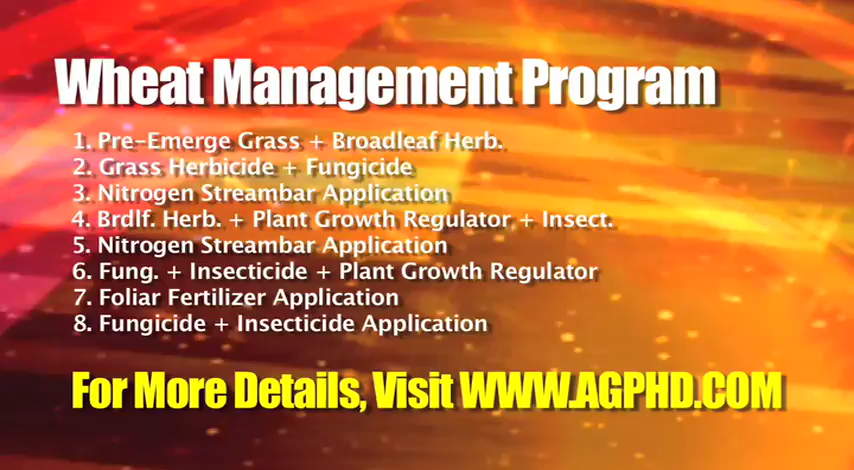 Wheat Management Program
1. Pre-Emerge Grass + Broadleaf Herb.
2. Grass Herbicide + Fungicide
3. Nitrogen Streambar Application
4. Brdlf. Herb. + Plant Growth Regulator + Insect.
5. Nitrogen Streambar Application
6. Fung. + Insecticide + Plant Growth Regulator
7. Foliar Fertilizer Application
8. Fungicide + Insecticide Application
For More Details, Visit WWW.AGPHD.COM